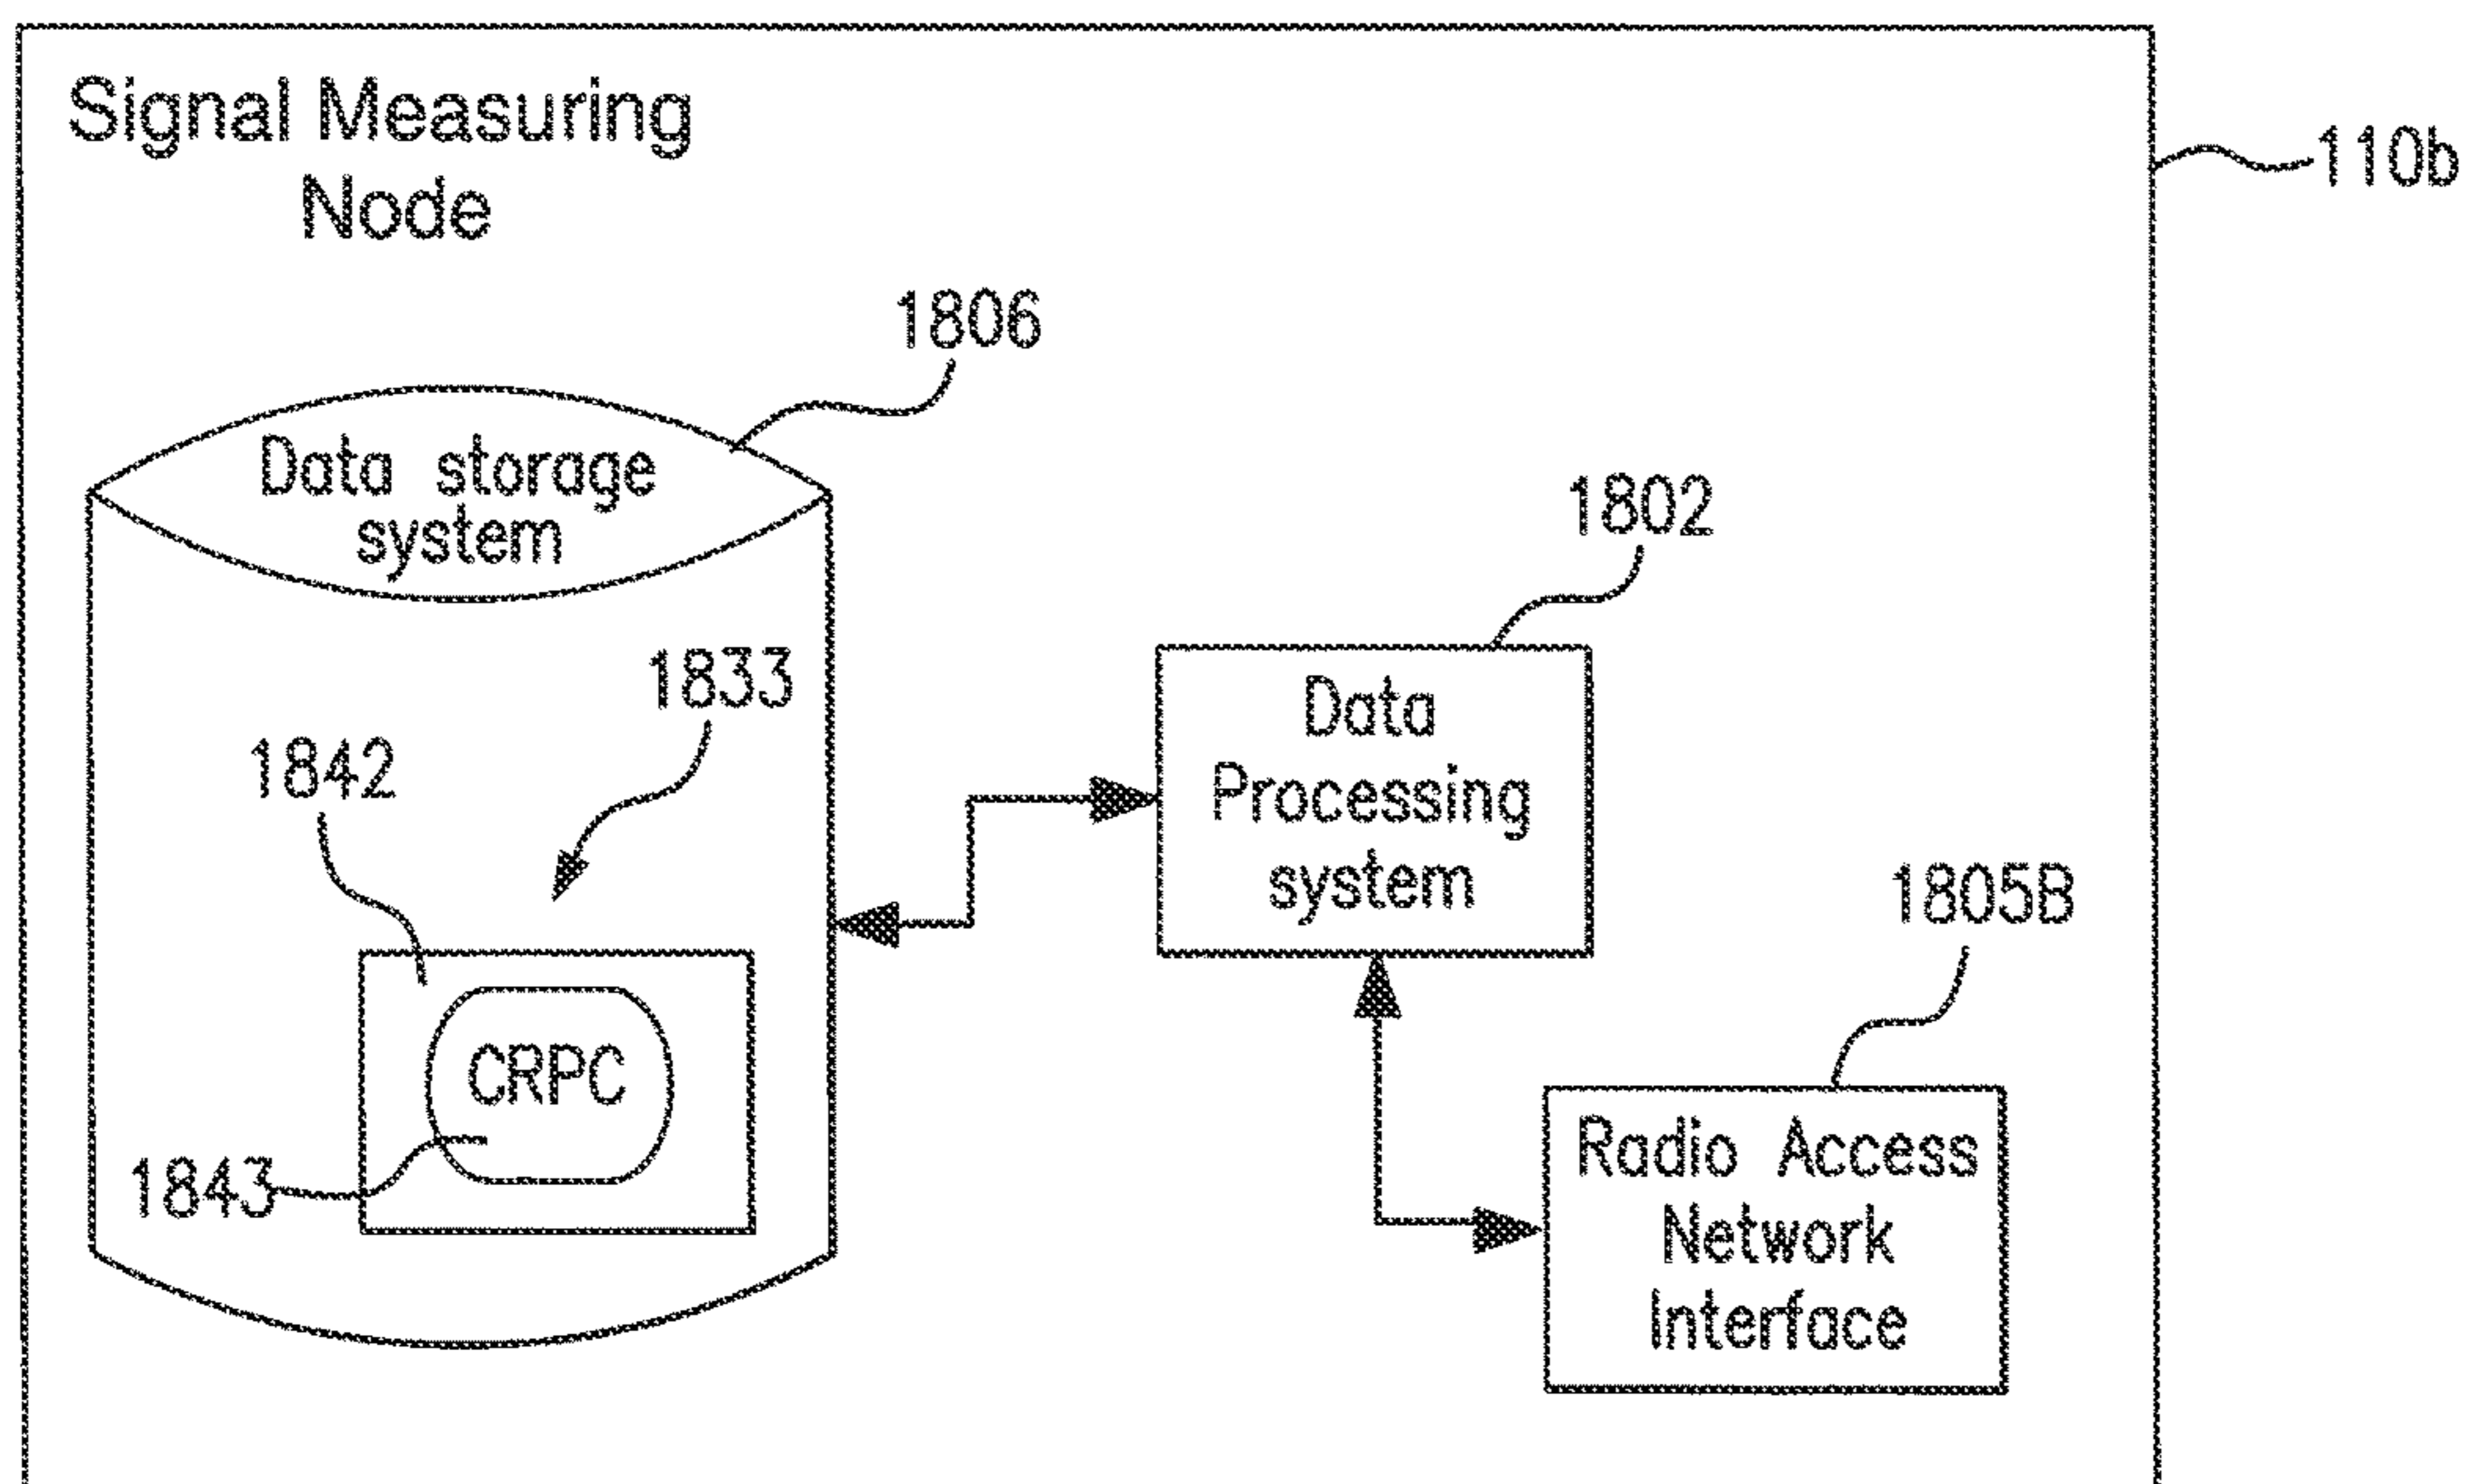 Signal Measuring
Node
110b
1806
Data storage
system
1802
1833
Data
Processing
system
1842
1805B
CRPC
Radio Access
Network
Interface
1843